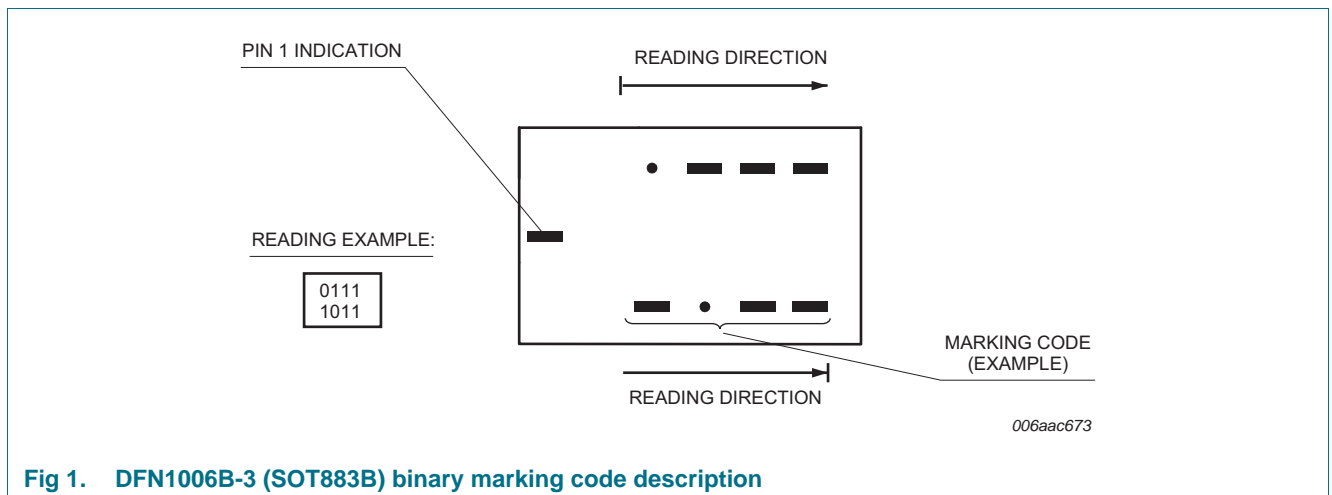 PIN 1 INDICATION
READING DIRECTION
READING EXAMPLE:
0111
1011
MARKING CODE
(EXAMPLE)
READING DIRECTION
006aac673
Fig 1. DFN1006B-3 (SOT883B) binary marking code description